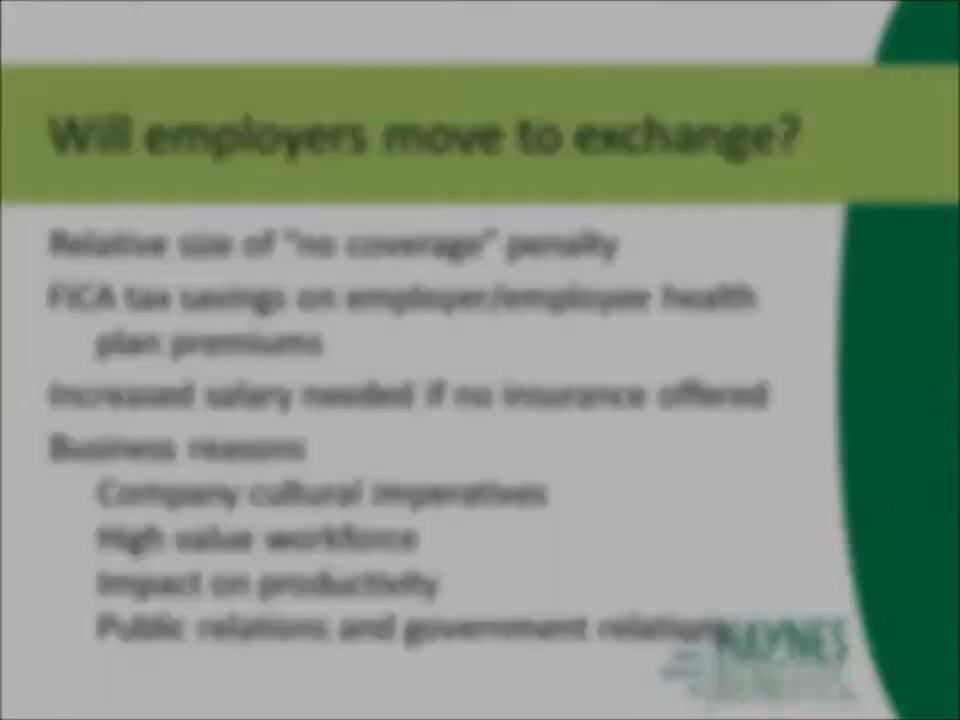 Will employers move to exchange?
Relative size of "no coverage" penalty
FICA tax savings on employer/employee health
plan premiums
Increased salary needed if no insurance offered
Business reasons
Company cultural imperatives
High value workforce
Impact on productivity
Public relations and government relations
HAYNES